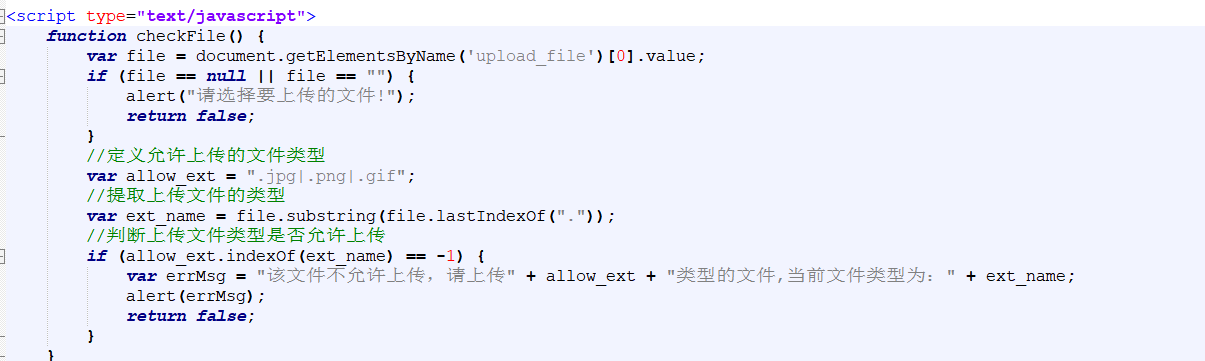 <script type="text/javascript">
function checkFile() {
var file = document.getElementsByName('upload_file')[0].value;
if (file == null || file == "") {
alert("请选择要上传的文件!");
return false;
}
//定义允许上传的文件类型
var allow_ext = ".jpg|.png|.gif";
//提取上传文件的类型
var ext_name = file.substring(file.lastIndexOf("."));
//判断上传文件类型是否允许上传
if (allow_ext.indexOf(ext_name) == -1) {
var errMsg = "该文件不允许上传，请上传" + allow_ext + "类型的文件,当前文件类型为：" + ext_name;
alert(errMsg);
return false;
}
}